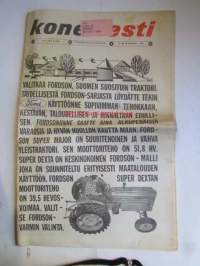 koneviesti
VALITKAA FORDSON, SUOMEN SUOSITUIN TRAKTORI.
TÄYDELLISESTÄ FORDSON-SARJASTA LÖYDÄTTE TEKIN
KÄYTTÖÖNNE SOPIVIMMAN: TEHOKKAAN,
KESTÄVÄN, TALOUDELLISEN JA HINNALTAAN EDULLI-
SEN. FORDSONIINNE SAATTE AINA ALKUPERÄISIÄ
VARAOSIA JA HYVÄN HUOLLON KAUTTA MAAN. FORD-
SON SUPER MAJOR ON SUURITEHOINEN JA VAHVA
YLEISTRAKTORI. SEN MOOTTORITEHO ON 51,8 HV.
SUPER DEXTA ON KESKIKOKOINEN FORDSON - MALLI
JOKA ON SUUNNITELTU ERITYISESTI MAATALOUDEN
KÄYTTÖÖN. FORDSON SUPER DEXTAN
MOOTTORITEHO
ON 39,5 HEVOS-
VOIMAA. VALIT-
SE FORDSON-
VARMIN VALINTA.